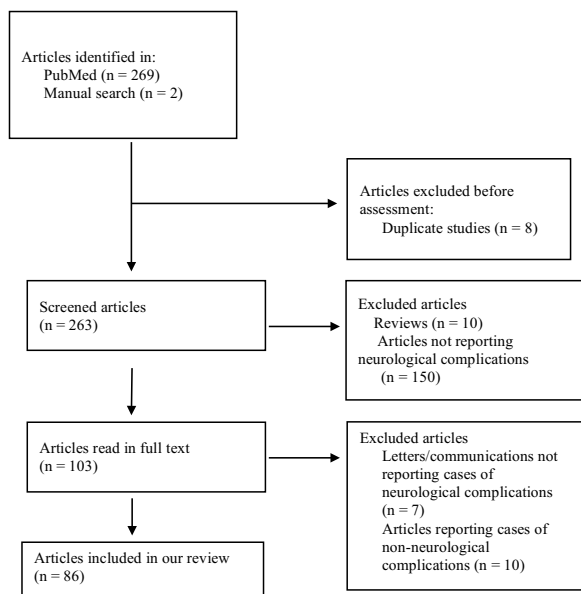 Articles identified in:
PubMed (n = 269)
Manual search (n = 2)
Articles excluded before
assessment:
Duplicate studies (n = 8)
Screened articles
(n = 263)
Excluded articles
Reviews (n = 10)
Articles not reporting
neurological complications
(n = 150)
Articles read in full text
(n = 103)
Excluded articles
Letters/communications not
reporting cases of
neurological complications
(n = 7)
Articles reporting cases of
non-neurological
complications (n = 10)
Articles included in our review
(n = 86)